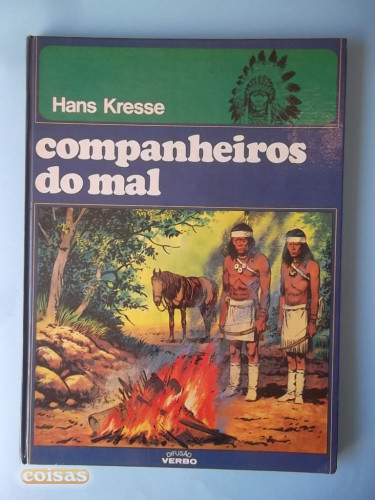 Hans Kresse
companheiros
do mal
DIFUSÃO
VERBO
coisas